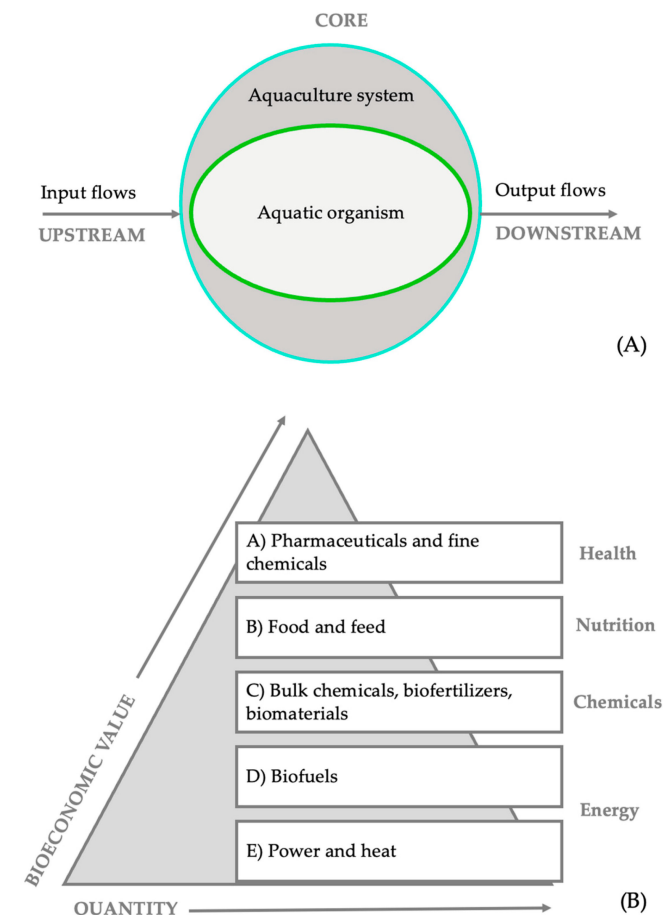 CORE
Aquaculture system
Input flows
Aquatic organism
Output flows
UPSTREAM
DOWNSTREAM
(A)
A) Pharmaceuticals and fine
chemicals
Health
B) Food and feed
Nutrition
C) Bulk chemicals, biofertilizers,
biomaterials
Chemicals
D) Biofuels
Energy
E) Power and heat
BIOECONOMIC VALUE
QUANTITY
(B)